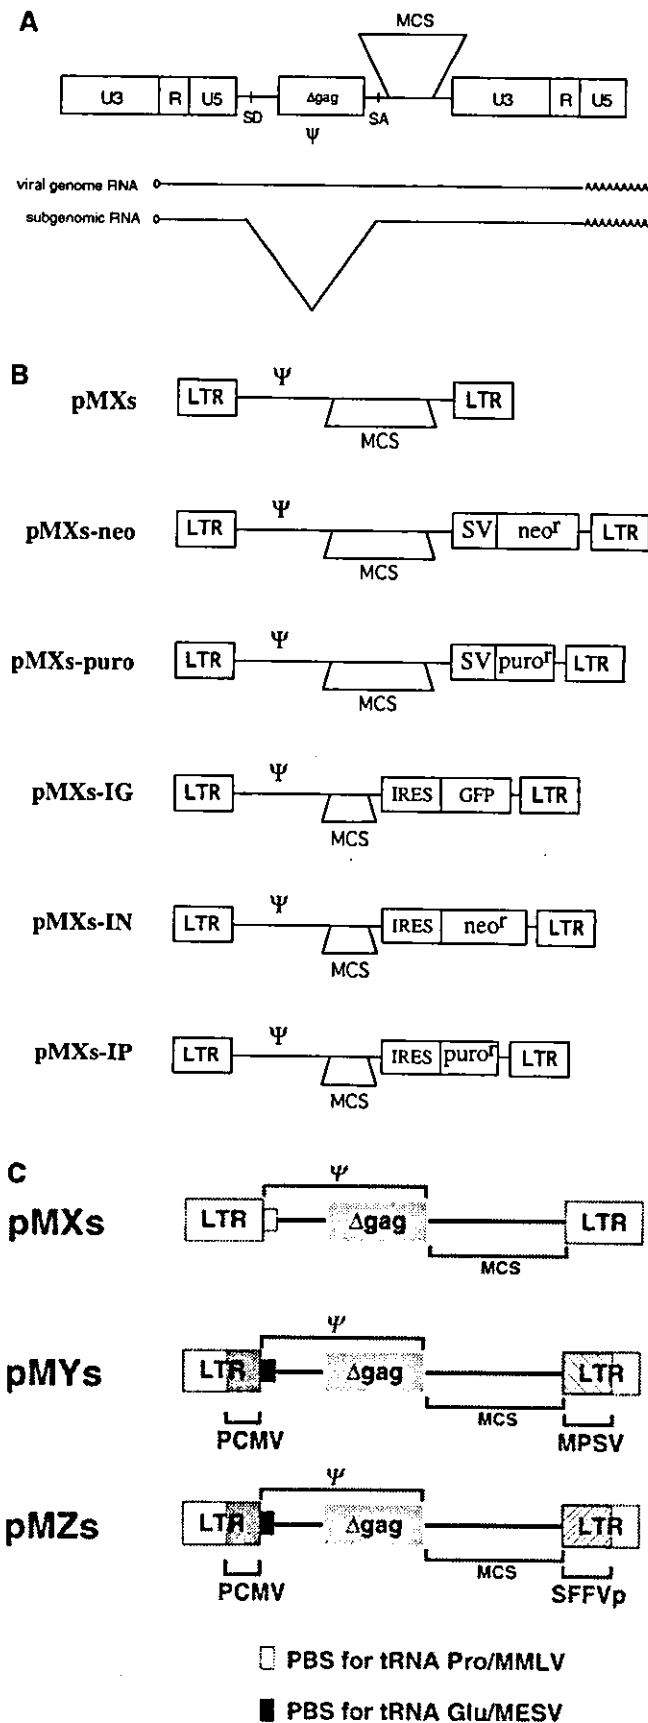 A
MCS
U3 R U5 Δgag U3 R U5
SD SA
Ψ
viral genome RNA AAAAAAAAA
subgenomic RNA AAAAAAAAA
B
pMXs LTR Ψ LTR
MCS
pMXs-neo LTR Ψ SV neoʳ LTR
MCS
pMXs-puro LTR Ψ SV puroʳ LTR
MCS
pMXs-IG LTR Ψ IRES GFP LTR
MCS
pMXs-IN LTR Ψ IRES neoʳ LTR
MCS
pMXs-IP LTR Ψ IRES puroʳ LTR
MCS
C
Ψ
pMXs LTR Δgag LTR
MCS
Ψ
pMYs LTR Δgag LTR
MCS
PCMV MPSV
Ψ
pMZs LTR Δgag LTR
MCS
PCMV SFFVp
PBS for tRNA Pro/MMLV
PBS for tRNA Glu/MESV